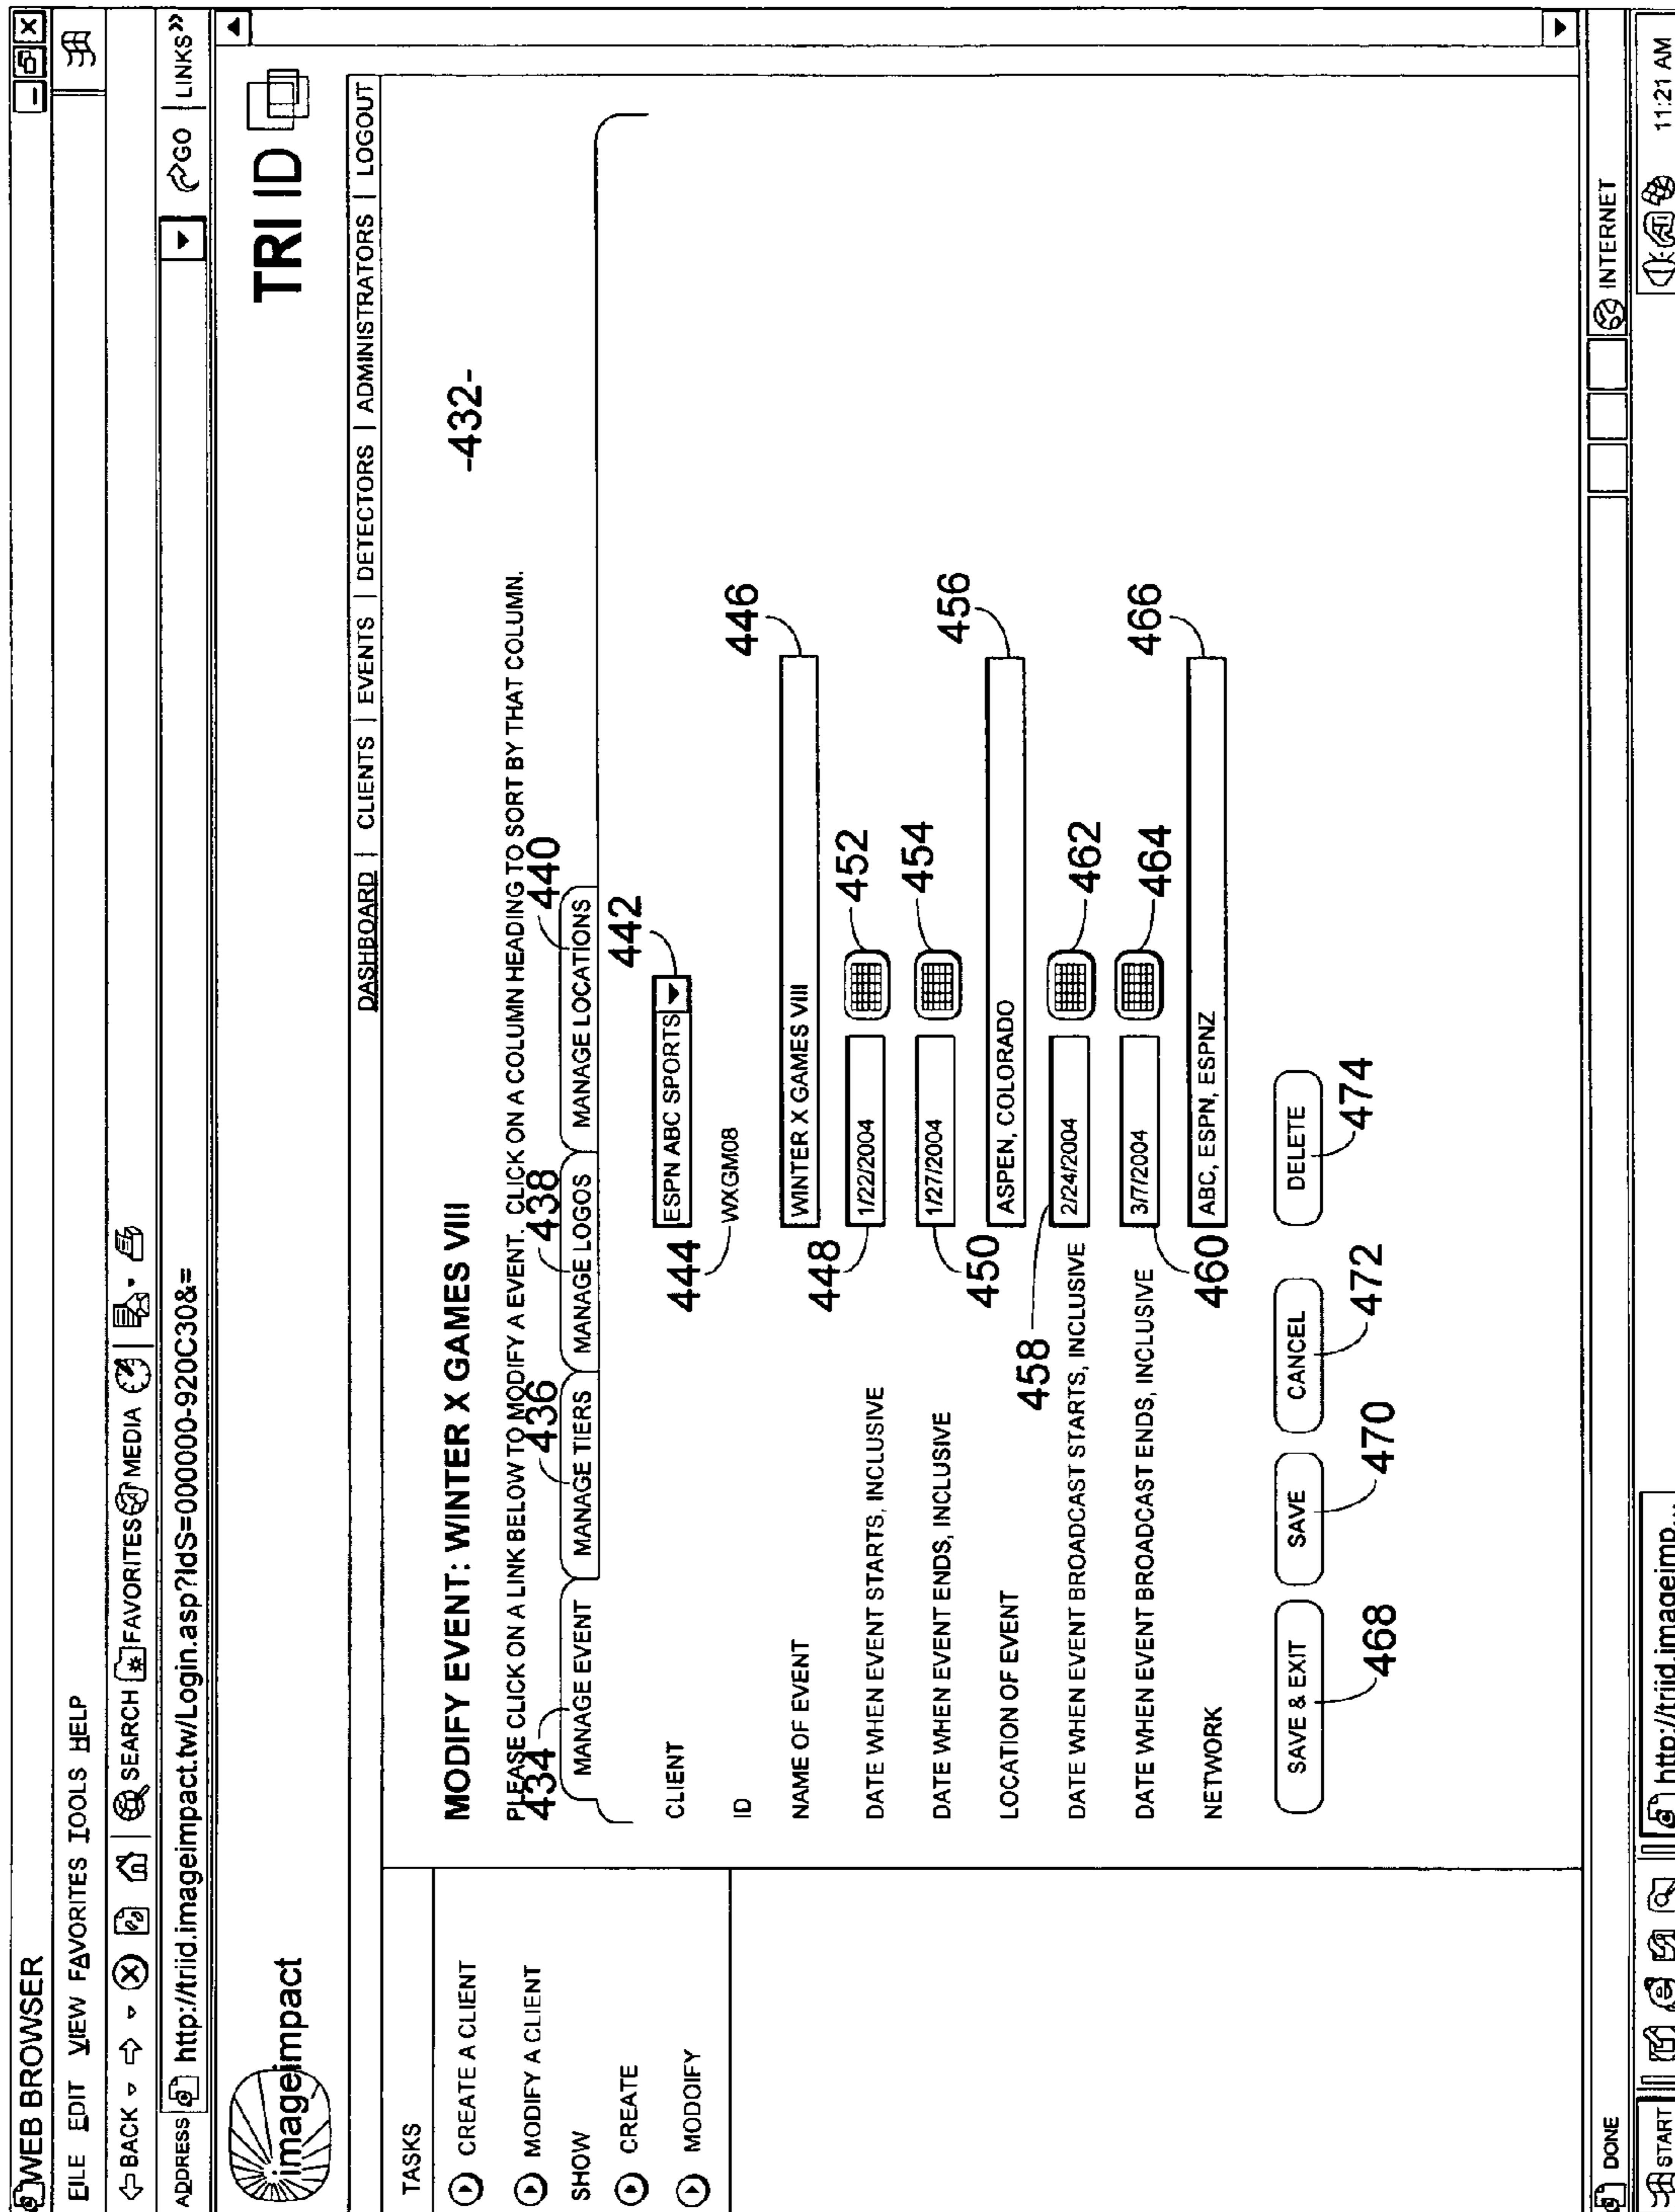 WEB BROWSER
FILE EDIT VIEW FAVORITES TOOLS HELP
BACK SEARCH FAVORITES MEDIA
ADDRESS http://triid.imageimpact.tw/Login.asp?IdS=000000-920C30&= GO LINKS»
imageimpact TRI ID
DASHBOARD | CLIENTS | EVENTS | DETECTORS | ADMINISTRATORS | LOGOUT
TASKS
CREATE A CLIENT
MODIFY A CLIENT
SHOW
CREATE
MODOIFY
MODIFY EVENT: WINTER X GAMES VIII
-432-
PLEASE CLICK ON A LINK BELOW TO MODIFY A EVENT. CLICK ON A COLUMN HEADING TO SORT BY THAT COLUMN.
434 436 438 440
MANAGE EVENT MANAGE TIERS MANAGE LOGOS MANAGE LOCATIONS
442
CLIENT ESPN ABC SPORTS
444
ID WXGM08
446
NAME OF EVENT WINTER X GAMES VIII
448 452
DATE WHEN EVENT STARTS, INCLUSIVE 1/22/2004
454
DATE WHEN EVENT ENDS, INCLUSIVE 1/27/2004
450 456
LOCATION OF EVENT ASPEN, COLORADO
458 462
DATE WHEN EVENT BROADCAST STARTS, INCLUSIVE 2/24/2004
464 466
DATE WHEN EVENT BROADCAST ENDS, INCLUSIVE 3/7/2004
460
NETWORK ABC, ESPN, ESPNZ
SAVE & EXIT SAVE CANCEL DELETE
468 470 472 474
DONE INTERNET
START http://triid.imageimp... 11:21 AM